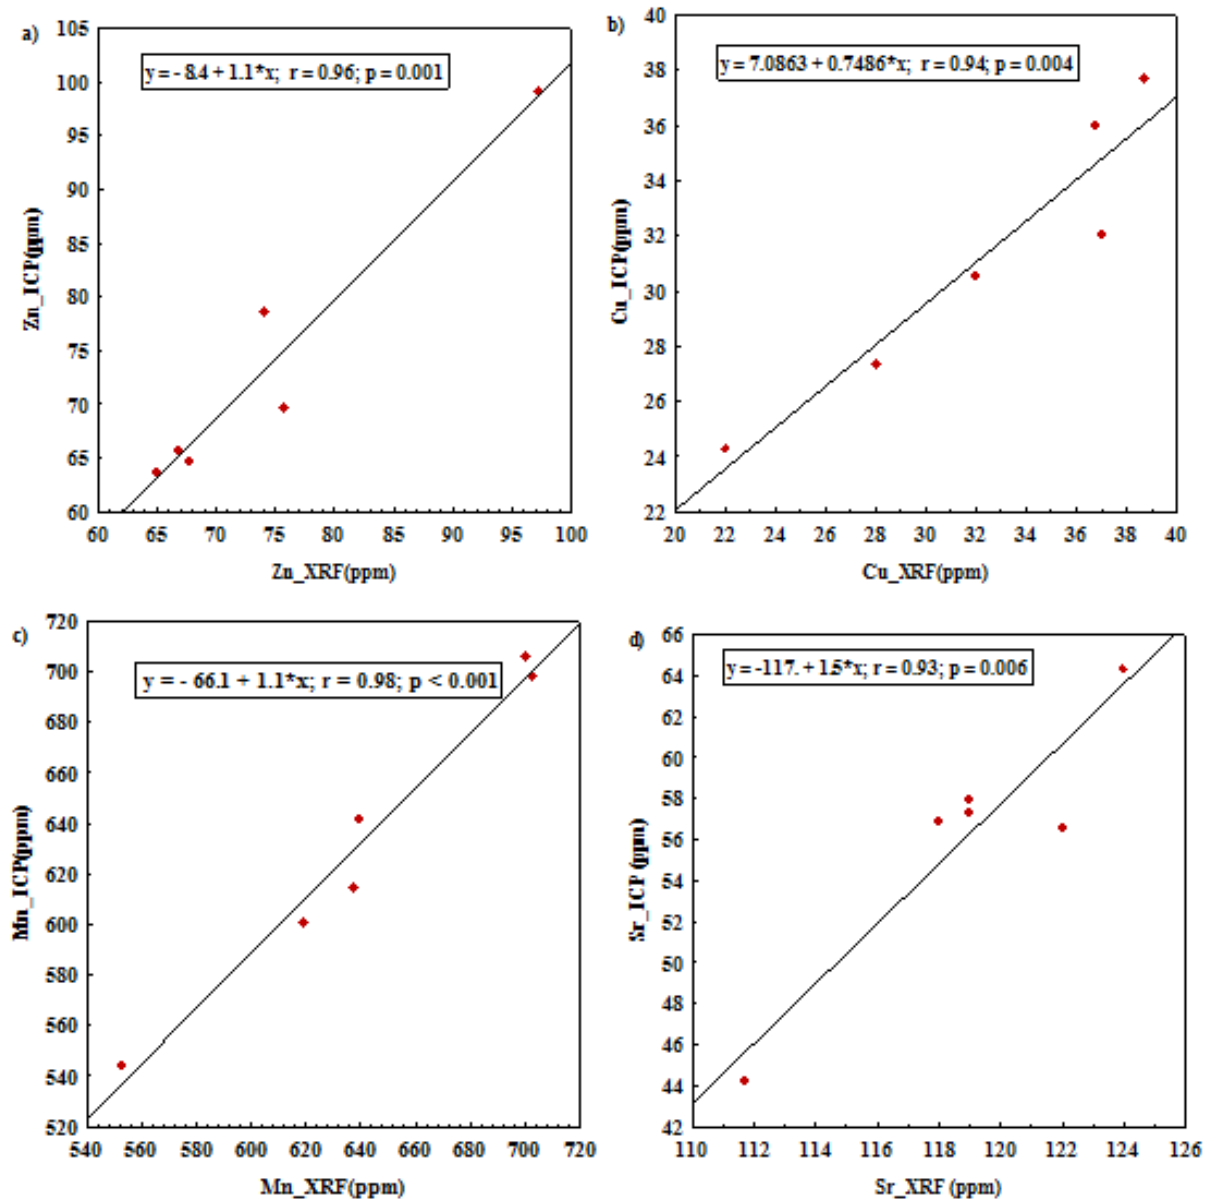 a)
y = - 8.4 + 1.1*x; r = 0.96; p = 0.001
105
100
95
90
85
80
75
70
65
60
Zn_ICP(ppm)
60 65 70 75 80 85 90 95 100
Zn_XRF(ppm)
b)
y = 7.0863 + 0.7486*x; r = 0.94; p = 0.004
40
38
36
34
32
30
28
26
24
22
Cu_ICP(ppm)
20 22 24 26 28 30 32 34 36 38 40
Cu_XRF(ppm)
c)
y = - 66.1 + 1.1*x; r = 0.98; p < 0.001
720
700
680
660
640
620
600
580
560
540
520
Mn_ICP(ppm)
540 560 580 600 620 640 660 680 700 720
Mn_XRF(ppm)
d)
y = -117. + 1.5*x; r = 0.93; p = 0.006
66
64
62
60
58
56
54
52
50
48
46
44
42
Sr_ICP (ppm)
110 112 114 116 118 120 122 124 126
Sr_XRF (ppm)